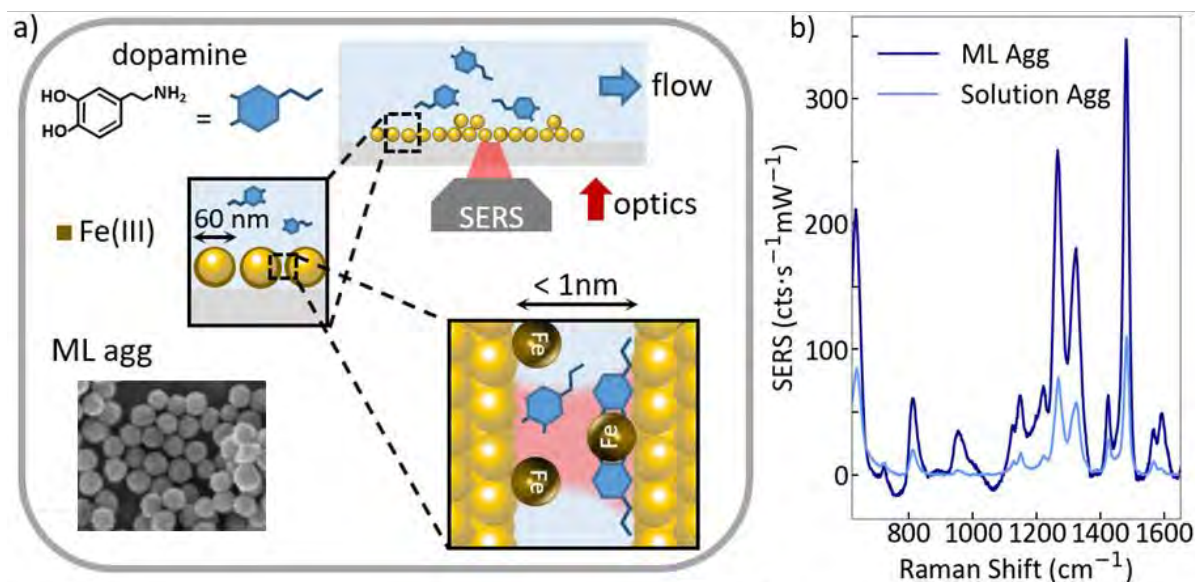 a)
dopamine
HO
HO
NH₂
=
flow
SERS
optics
60 nm
Fe(III)
< 1nm
Fe
Fe
Fe
ML agg
b)
ML Agg
Solution Agg
SERS (cts·s⁻¹mW⁻¹)
300
200
100
0
800 1000 1200 1400 1600
Raman Shift (cm⁻¹)